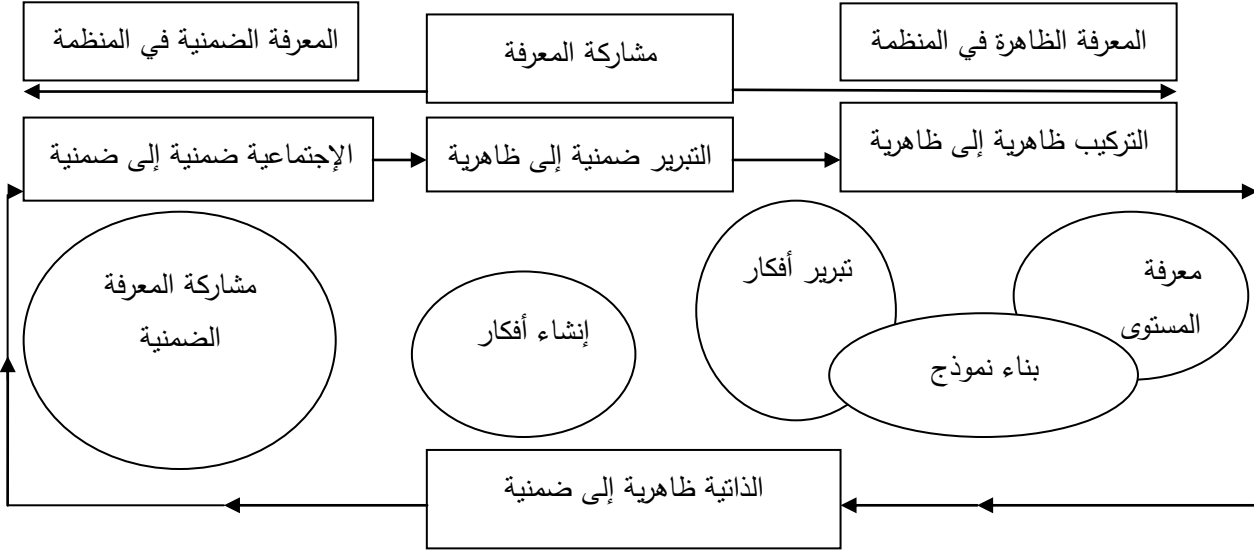 المعرفة الظاهرة في المنظمة
مشاركة المعرفة
المعرفة الضمنية في المنظمة
الإجتماعية ضمنية إلى ضمنية
التبرير ضمنية إلى ظاهرية
التركيب ظاهرية إلى ظاهرية
معرفة
المستوى
تبرير أفكار
بناء نموذج
إنشاء أفكار
مشاركة المعرفة
الضمنية
الذاتية ظاهرية إلى ضمنية